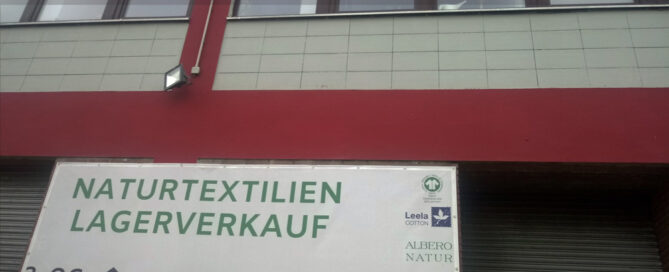 NATURTEXTILIEN
LAGERVERKAUF
Leela
COTTON
ALBERO
NATUR